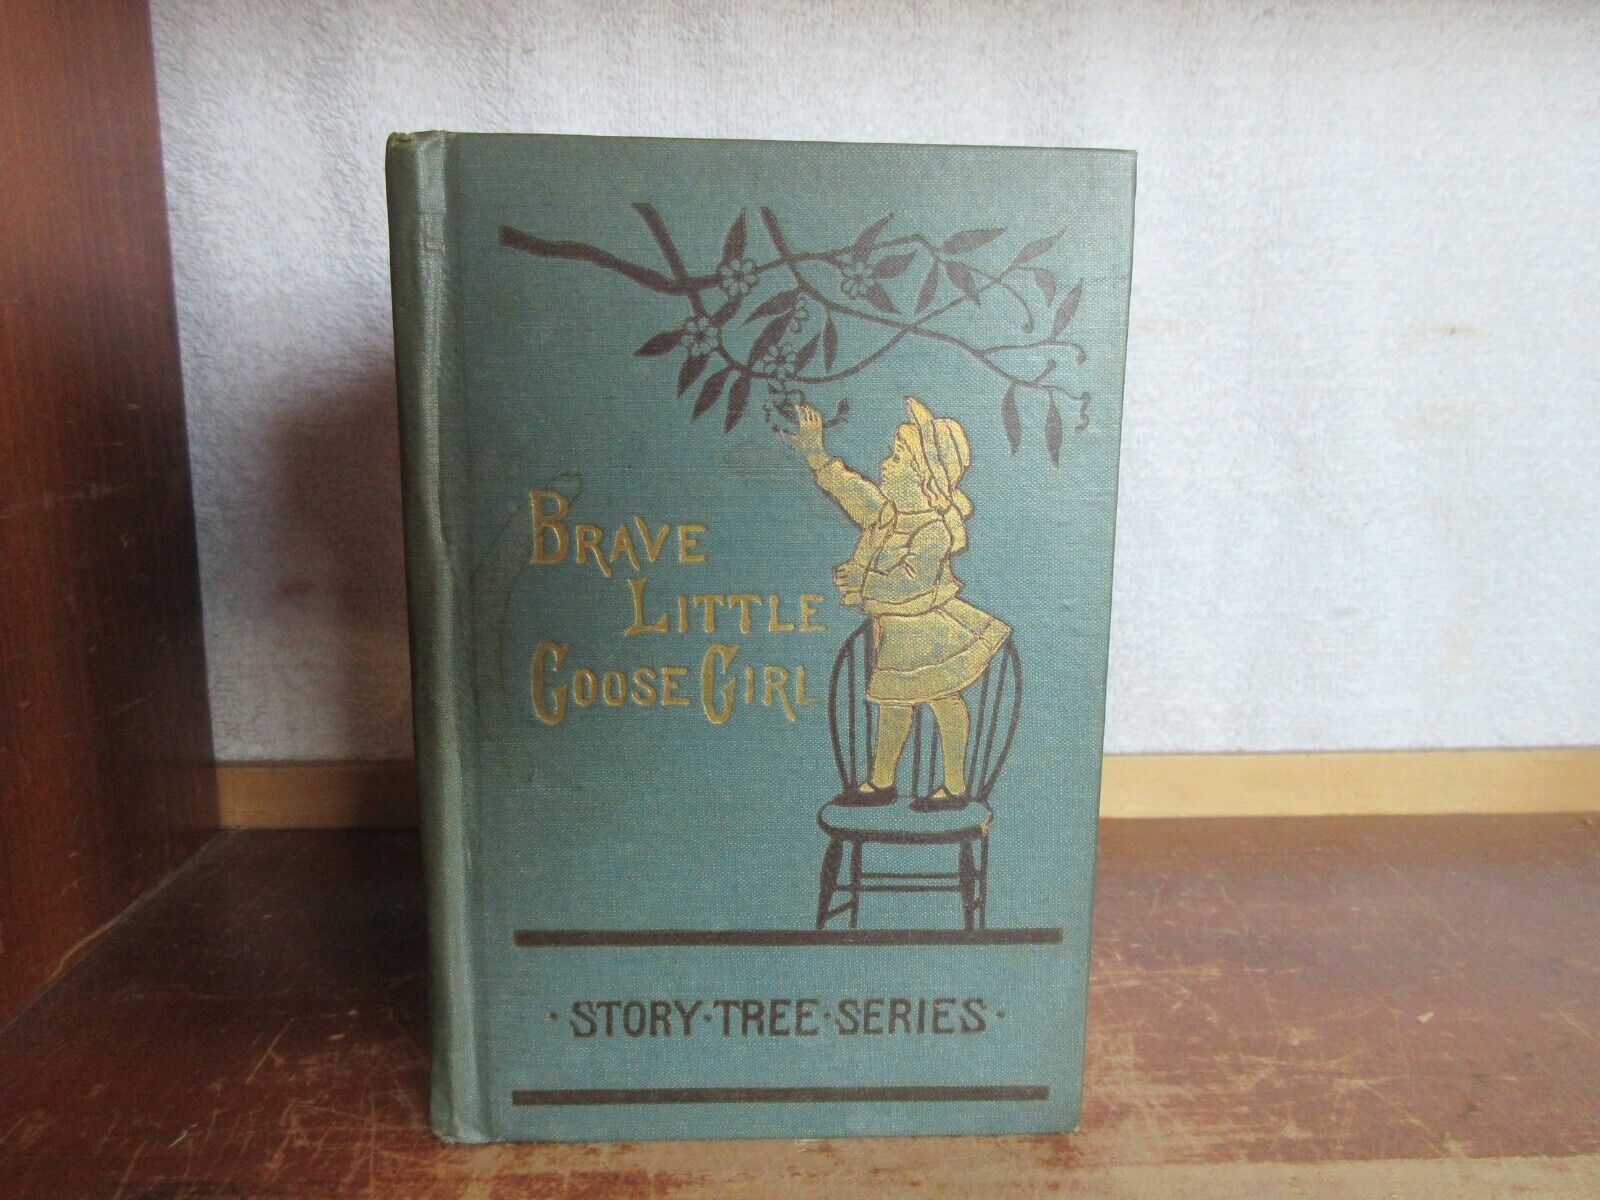 BRAVE
LITTLE
GOOSE GIRL
· STORY · TREE · SERIES ·